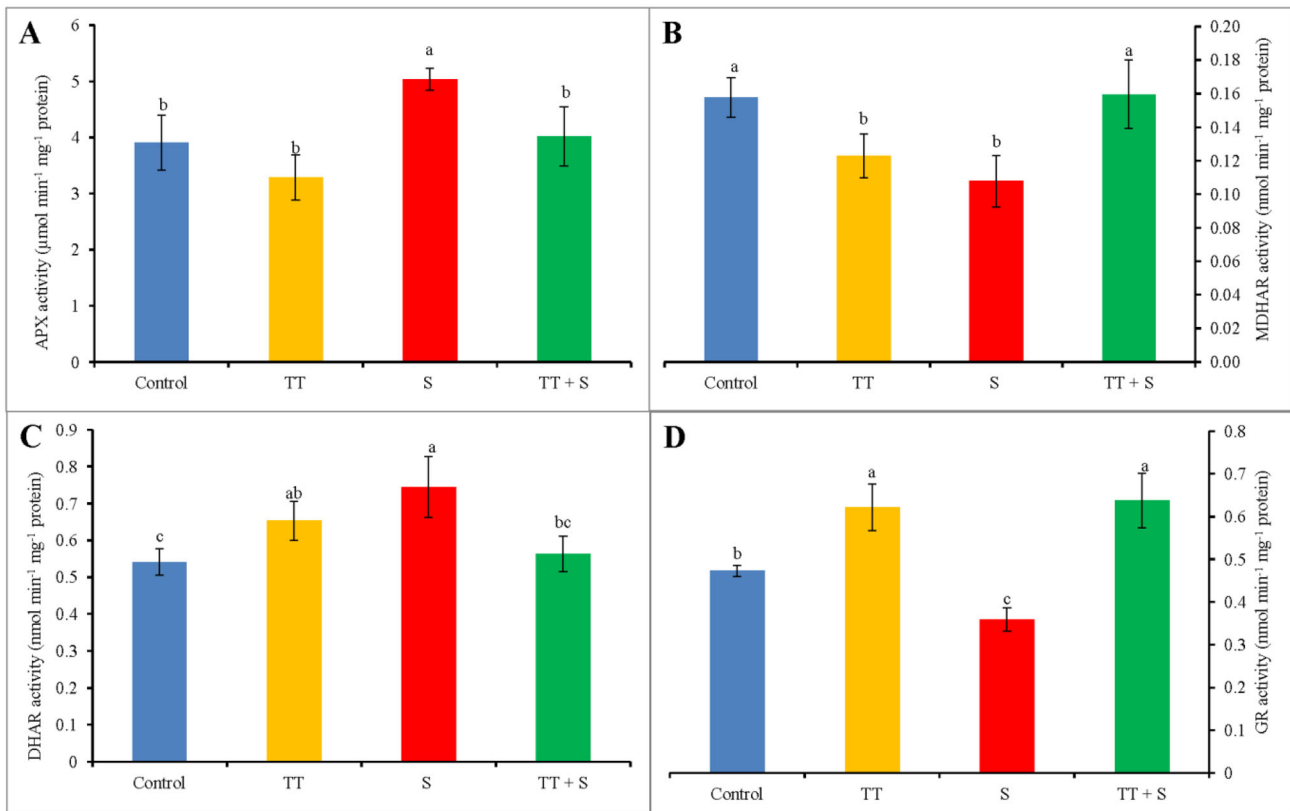 A
APX activity (µmol min⁻¹ mg⁻¹ protein)
6
5
4
3
2
1
0
b
b
a
b
Control
TT
S
TT + S
B
a
b
b
a
0.20
0.18
0.16
0.14
0.12
0.10
0.08
0.06
0.04
0.02
0.00
MDHAR activity (nmol min⁻¹ mg⁻¹ protein)
Control
TT
S
TT + S
C
DHAR activity (nmol min⁻¹ mg⁻¹ protein)
0.9
0.8
0.7
0.6
0.5
0.4
0.3
0.2
0.1
0
c
ab
a
bc
Control
TT
S
TT + S
D
b
a
c
a
0.8
0.7
0.6
0.5
0.4
0.3
0.2
0.1
0
GR activity (nmol min⁻¹ mg⁻¹ protein)
Control
TT
S
TT + S